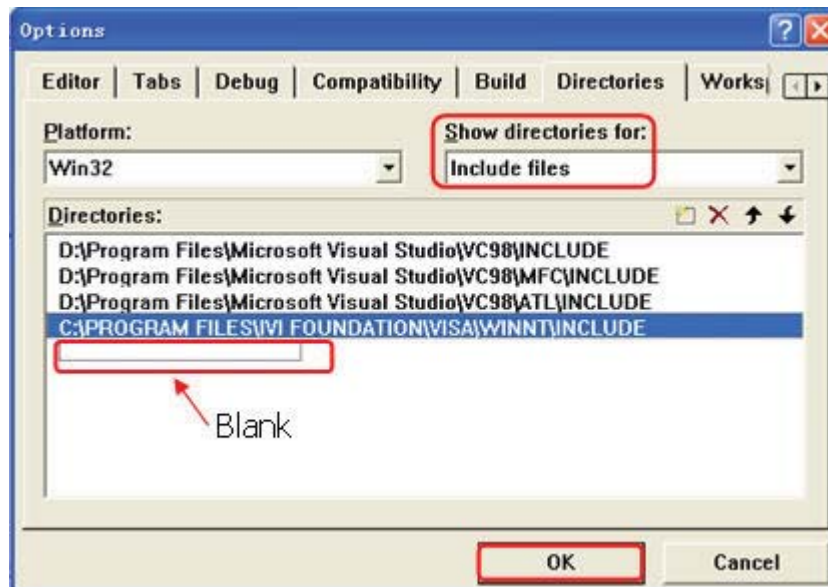 Options
Editor Tabs Debug Compatibility Build Directories Works
Platform: Show directories for:
Win32 Include files
Directories:
D:\Program Files\Microsoft Visual Studio\VC98\INCLUDE
D:\Program Files\Microsoft Visual Studio\VC98\MFC\INCLUDE
D:\Program Files\Microsoft Visual Studio\VC98\ATL\INCLUDE
C:\PROGRAM FILES\IVI FOUNDATION\VISA\WINNT\INCLUDE
Blank
OK Cancel